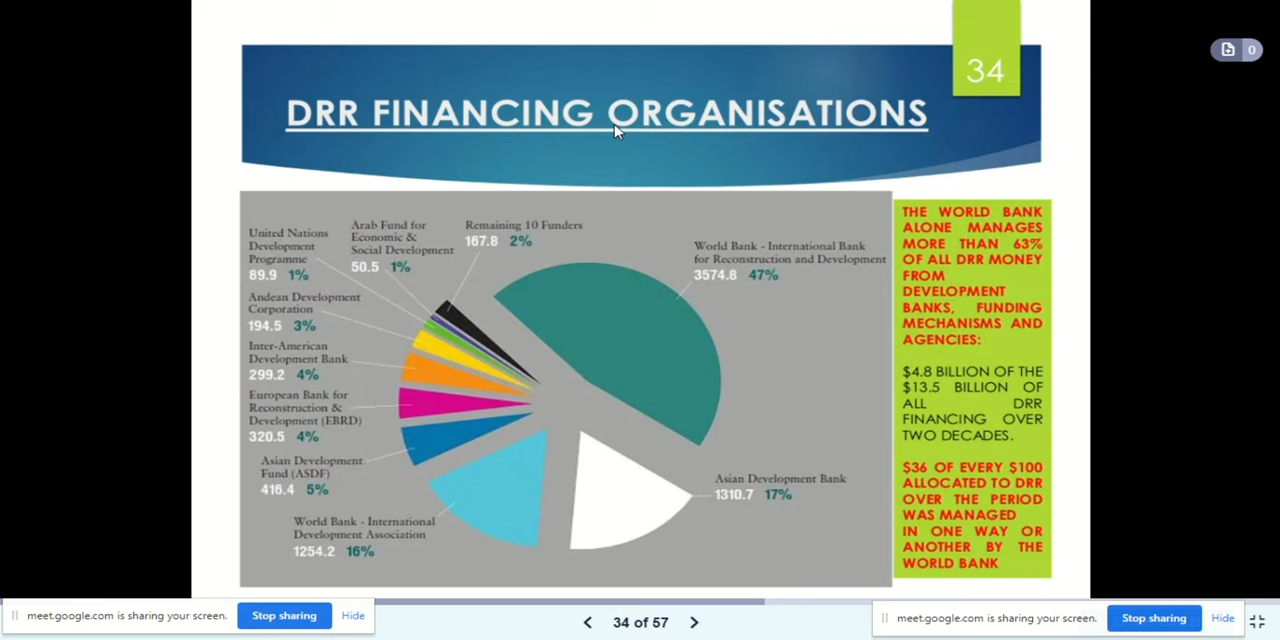 0
34
DRR FINANCING ORGANISATIONS
United Nations
Development
Programme
89.9 1%
Arab Fund for
Economic &
Social Development
50.5 1%
Remaining 10 Funders
167.8 2%
World Bank - International Bank
for Reconstruction and Development
3574.8 47%
Andean Development
Corporation
194.5 3%
Inter-American
Development Bank
299.2 4%
European Bank for
Reconstruction &
Development (EBRD)
320.5 4%
Asian Development
Fund (ASDF)
416.4 5%
World Bank - International
Development Association
1254.2 16%
Asian Development Bank
1310.7 17%
THE WORLD BANK
ALONE MANAGES
MORE THAN 63%
OF ALL DRR MONEY
FROM
DEVELOPMENT
BANKS, FUNDING
MECHANISMS AND
AGENCIES:
$4.8 BILLION OF THE
$13.5 BILLION OF
ALL DRR
FINANCING OVER
TWO DECADES.
$36 OF EVERY $100
ALLOCATED TO DRR
OVER THE PERIOD
WAS MANAGED
IN ONE WAY OR
ANOTHER BY THE
WORLD BANK
meet.google.com is sharing your screen. Stop sharing Hide
34 of 57
meet.google.com is sharing your screen. Stop sharing Hide